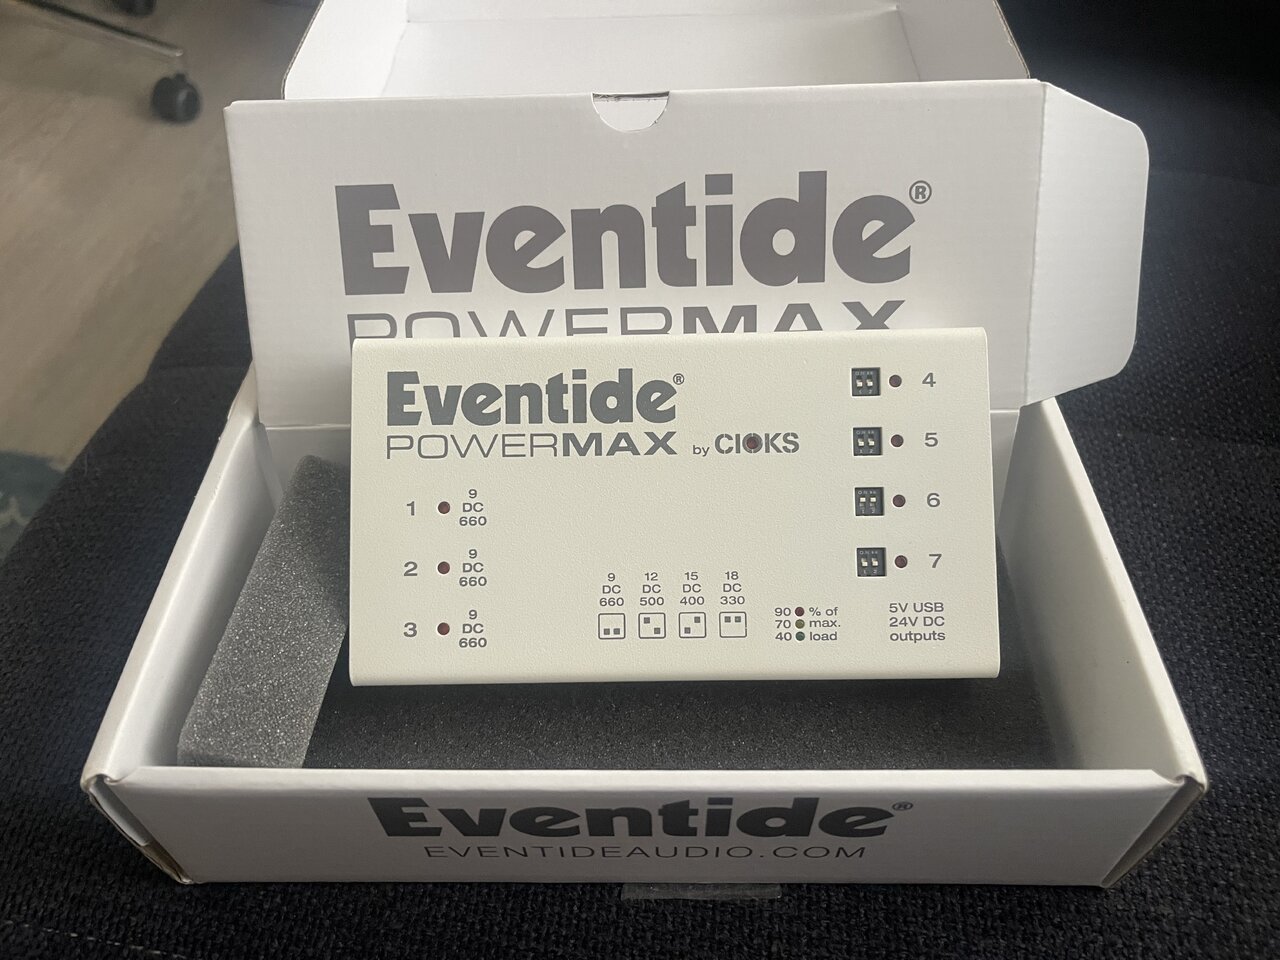 Eventide®
POWERMAX
Eventide®
POWERMAX by CIOKS
4
5
6
7
1
9
DC
660
2
9
DC
660
3
9
DC
660
9
DC
660
12
DC
500
15
DC
400
18
DC
330
90 % of
70 max.
40 load
5V USB
24V DC
outputs
Eventide®
EVENTIDEAUDIO.COM